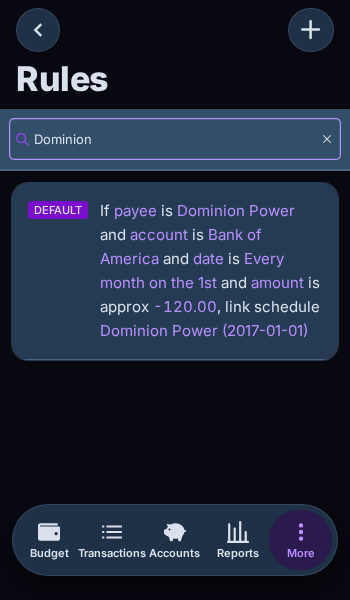 Rules
Dominion
DEFAULT
If payee is Dominion Power
and account is Bank of
America and date is Every
month on the 1st and amount is
approx -120.00, link schedule
Dominion Power (2017-01-01)
Budget
Transactions
Accounts
Reports
More